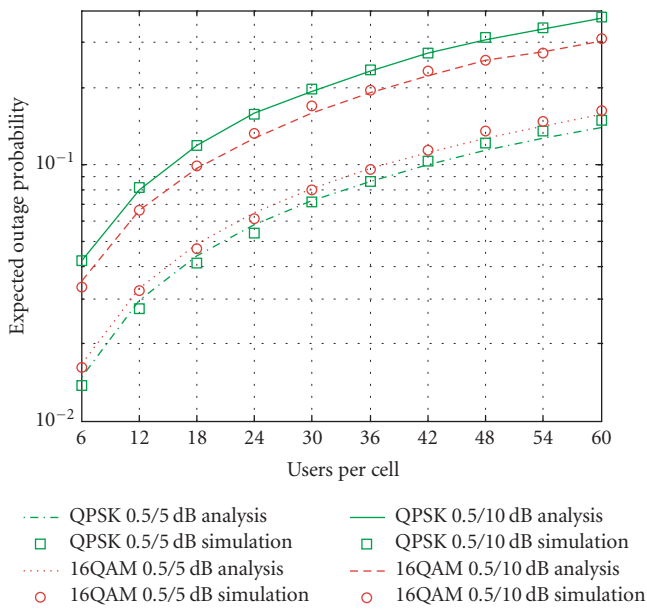 Expected outage probability
10−1
10−2
6 12 18 24 30 36 42 48 54 60
Users per cell
QPSK 0.5/5 dB analysis
QPSK 0.5/5 dB simulation
16QAM 0.5/5 dB analysis
16QAM 0.5/5 dB simulation
QPSK 0.5/10 dB analysis
QPSK 0.5/10 dB simulation
16QAM 0.5/10 dB analysis
16QAM 0.5/10 dB simulation